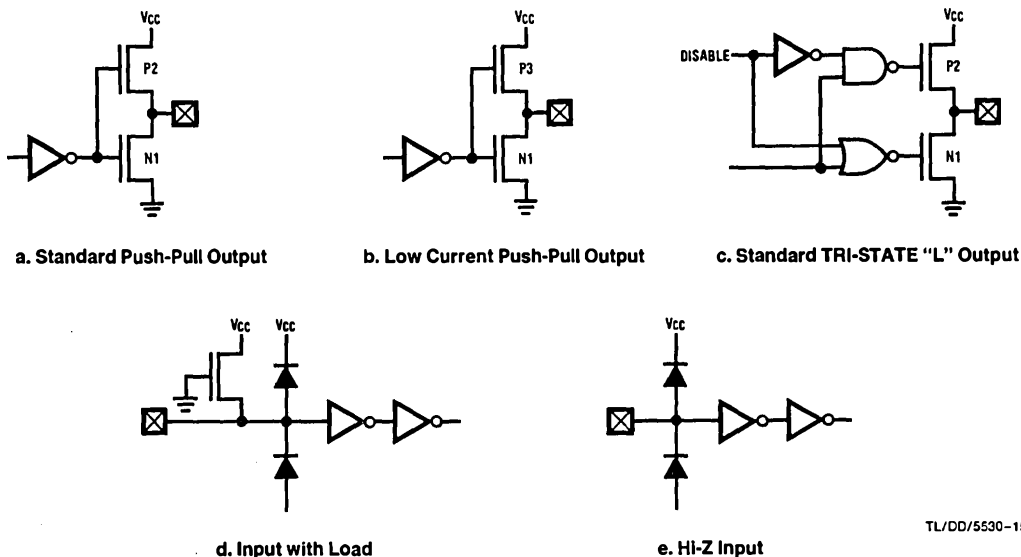 Vcc
P2
N1
a. Standard Push-Pull Output
Vcc
P3
N1
b. Low Current Push-Pull Output
DISABLE
Vcc
P2
N1
c. Standard TRI-STATE "L" Output
Vcc
Vcc
d. Input with Load
Vcc
e. Hi-Z Input